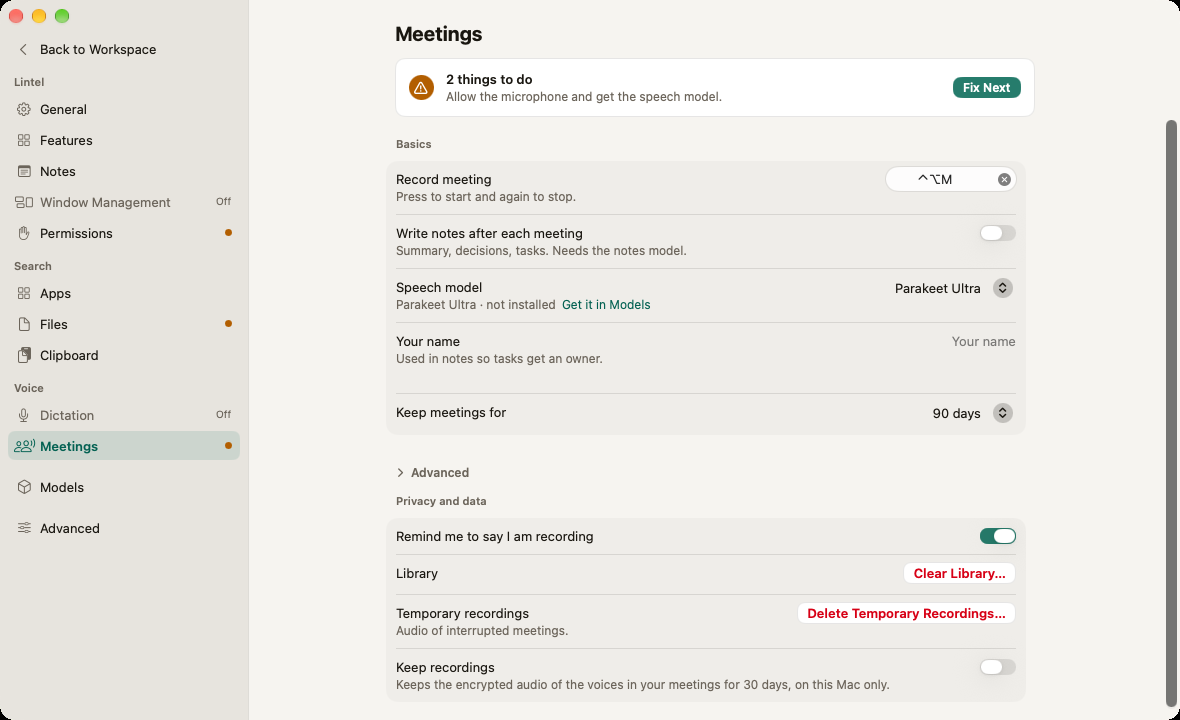 Back to Workspace
Lintel
General
Features
Notes
Window Management Off
Permissions
Search
Apps
Files
Clipboard
Voice
Dictation Off
Meetings
Models
Advanced
Meetings
2 things to do
Allow the microphone and get the speech model.
Fix Next
Basics
Record meeting
Press to start and again to stop.
⌃⌥M
Write notes after each meeting
Summary, decisions, tasks. Needs the notes model.
Speech model
Parakeet Ultra · not installed Get it in Models
Parakeet Ultra
Your name
Used in notes so tasks get an owner.
Your name
Keep meetings for
90 days
Advanced
Privacy and data
Remind me to say I am recording
Library
Clear Library...
Temporary recordings
Audio of interrupted meetings.
Delete Temporary Recordings...
Keep recordings
Keeps the encrypted audio of the voices in your meetings for 30 days, on this Mac only.